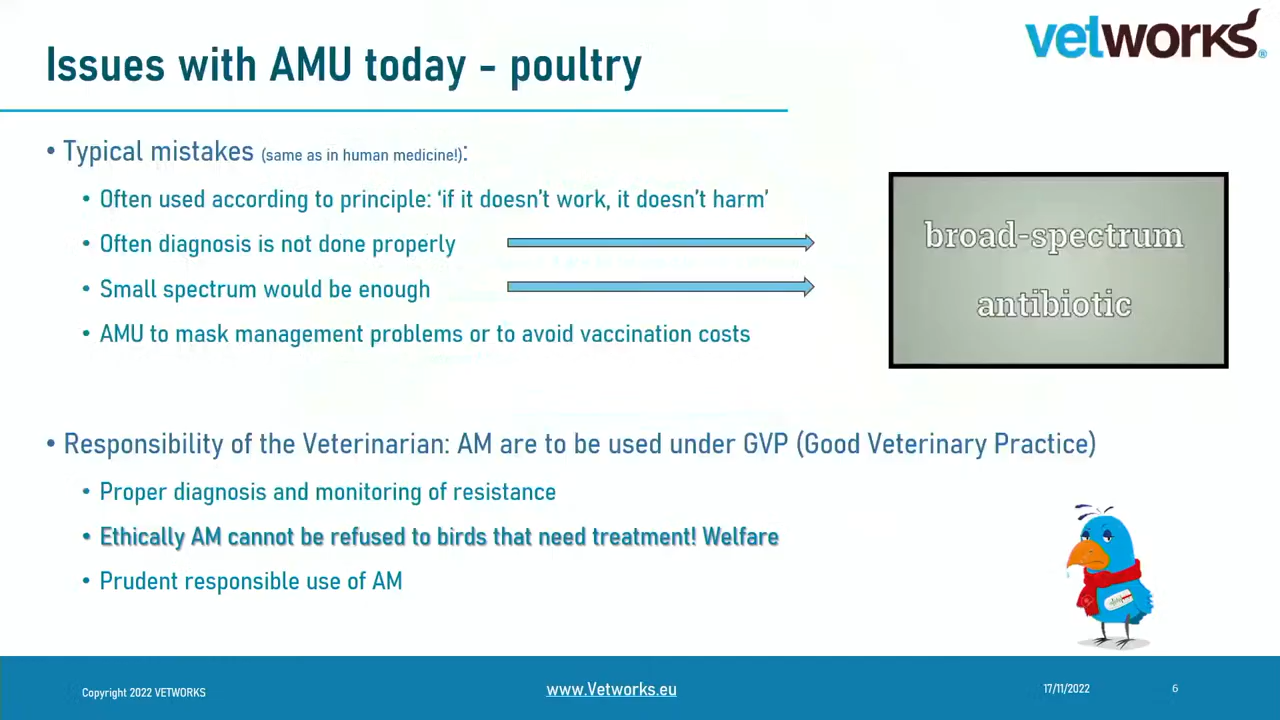 Issues with AMU today - poultry
vetworks®
• Typical mistakes (same as in human medicine!):
• Often used according to principle: ‘if it doesn’t work, it doesn’t harm’
• Often diagnosis is not done properly
• Small spectrum would be enough
• AMU to mask management problems or to avoid vaccination costs
broad-spectrum
antibiotic
• Responsibility of the Veterinarian: AM are to be used under GVP (Good Veterinary Practice)
• Proper diagnosis and monitoring of resistance
• Ethically AM cannot be refused to birds that need treatment! Welfare
• Prudent responsible use of AM
Copyright 2022 VETWORKS
www.Vetworks.eu
17/11/2022
6